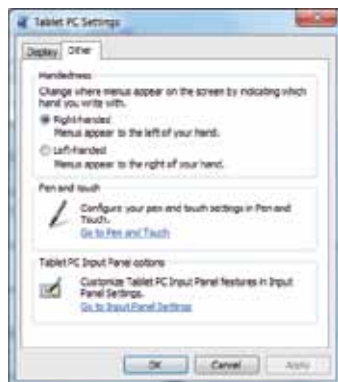 Tablet PC Settings
Display Other
Handedness
Change where menus appear on the screen by indicating which
hand you write with.
Right-handed
Menus appear to the left of your hand.
Left-handed
Menus appear to the right of your hand.
Pen and touch
Configure your pen and touch settings in Pen and
Touch.
Go to Pen and Touch
Tablet PC Input Panel options
Customize Tablet PC Input Panel features in Input
Panel Settings.
Go to Input Panel Settings
OK Cancel Apply